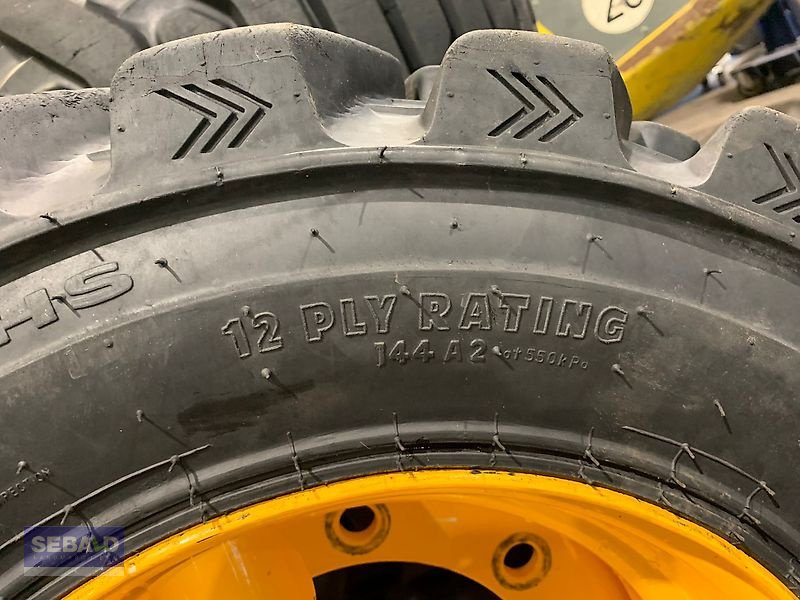 HS
12 PLY RATING
144 A2 at 550kPa
SEBALD